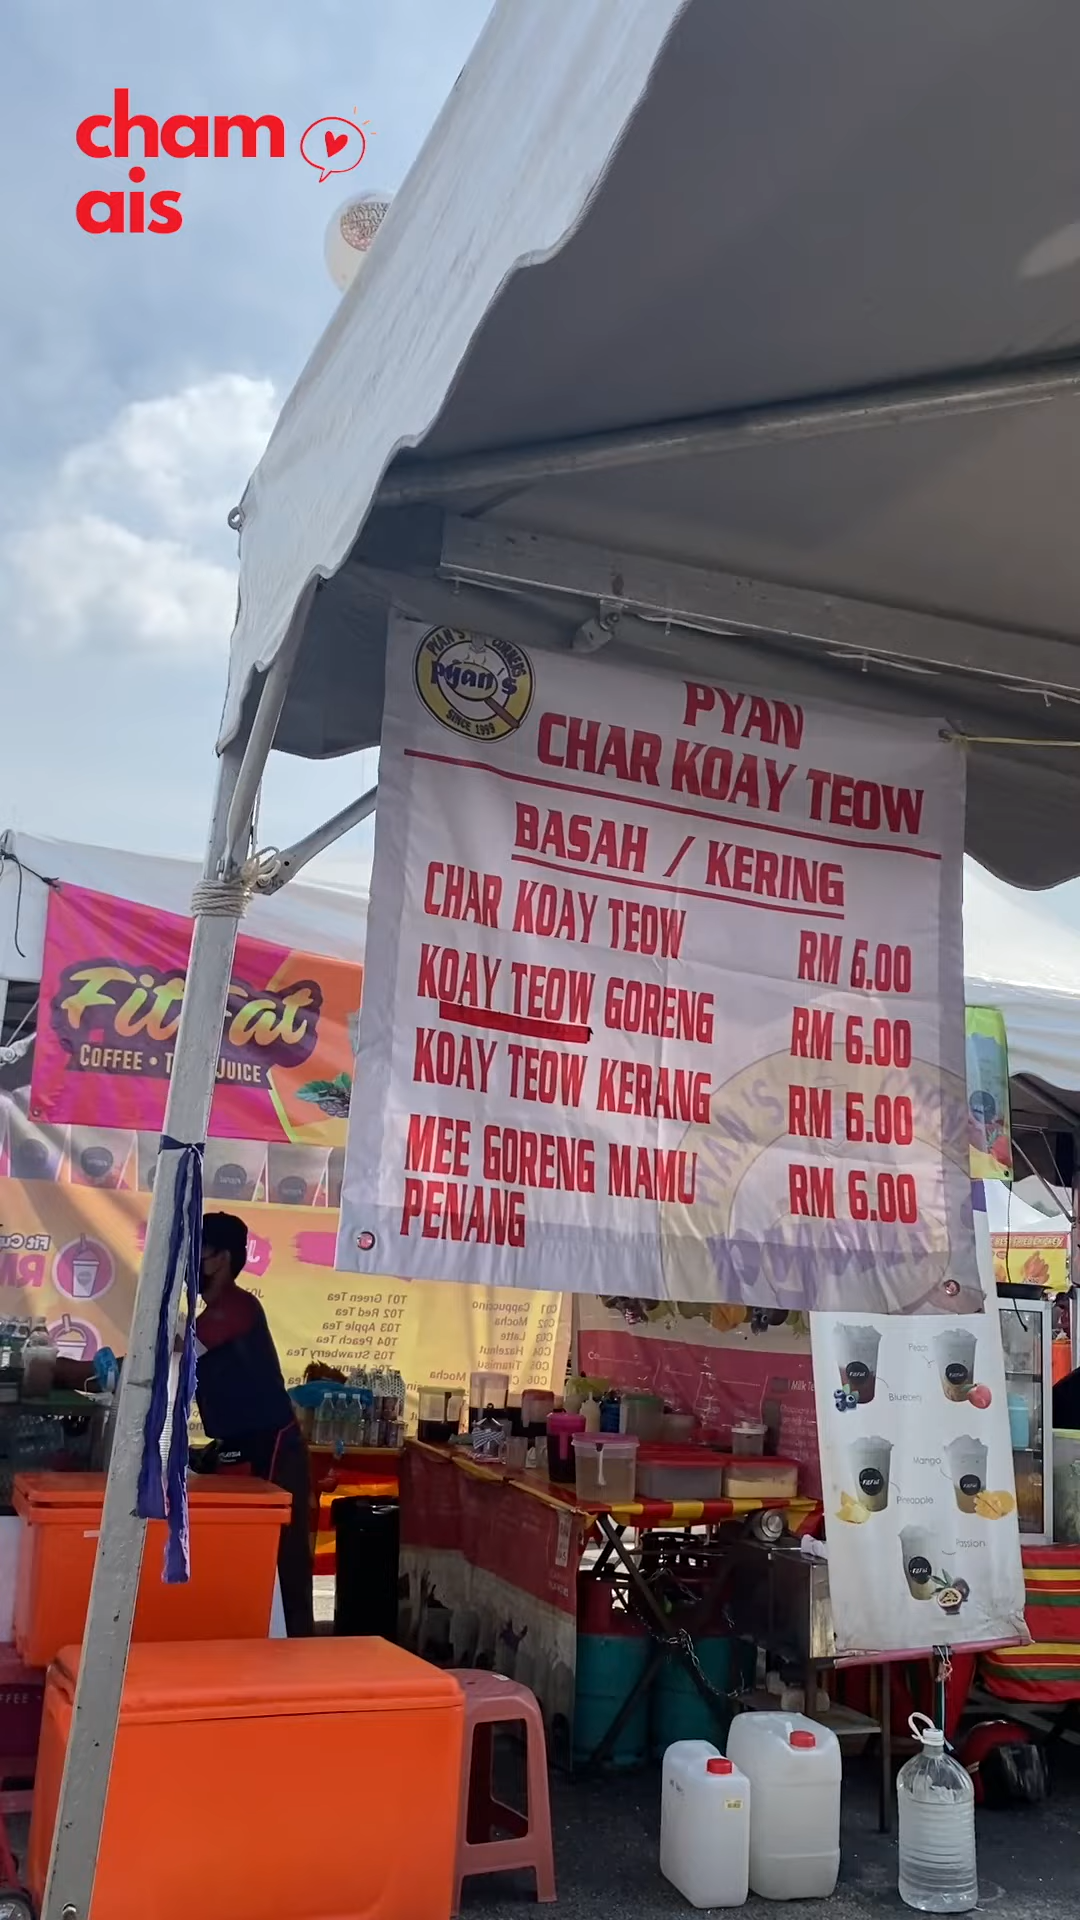 cham
ais
PYAN'S CORNERS
Pyan's
SINCE 1999
PYAN
CHAR KOAY TEOW
BASAH / KERING
CHAR KOAY TEOW RM 6.00
KOAY TEOW GORENG RM 6.00
KOAY TEOW KERANG RM 6.00
MEE GORENG MAMU
PENANG RM 6.00
COFFEE •
JUICE
T01 Green Tea
T02 Red Tea
T03 Apple Tea
T04 Peach Tea
T05 Strawberry Tea
C01 Cappuccino
C02 Mocha
C03 Latte
C04 Hazelnut
C05 Tiramisu
Peach
Blueberry
Mango
Pineapple
Passion